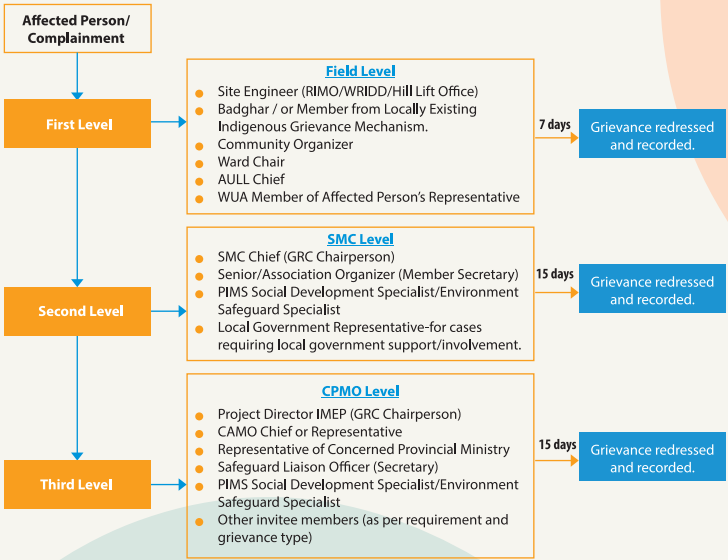 Affected Person/
Complainment
First Level
Field Level
Site Engineer (RIMO/WRIDD/Hill Lift Office)
Badghar / or Member from Locally Existing
Indigenous Grievance Mechanism.
Community Organizer
Ward Chair
AULL Chief
WUA Member of Affected Person's Representative
7 days
Grievance redressed
and recorded.
Second Level
SMC Level
SMC Chief (GRC Chairperson)
Senior/Association Organizer (Member Secretary)
PIMS Social Development Specialist/Environment
Safeguard Specialist
Local Government Representative-for cases
requiring local government support/involvement.
15 days
Grievance redressed
and recorded.
Third Level
CPMO Level
Project Director IMEP (GRC Chairperson)
CAMO Chief or Representative
Representative of Concerned Provincial Ministry
Safeguard Liaison Officer (Secretary)
PIMS Social Development Specialist/Environment
Safeguard Specialist
Other invitee members (as per requirement and
grievance type)
15 days
Grievance redressed
and recorded.